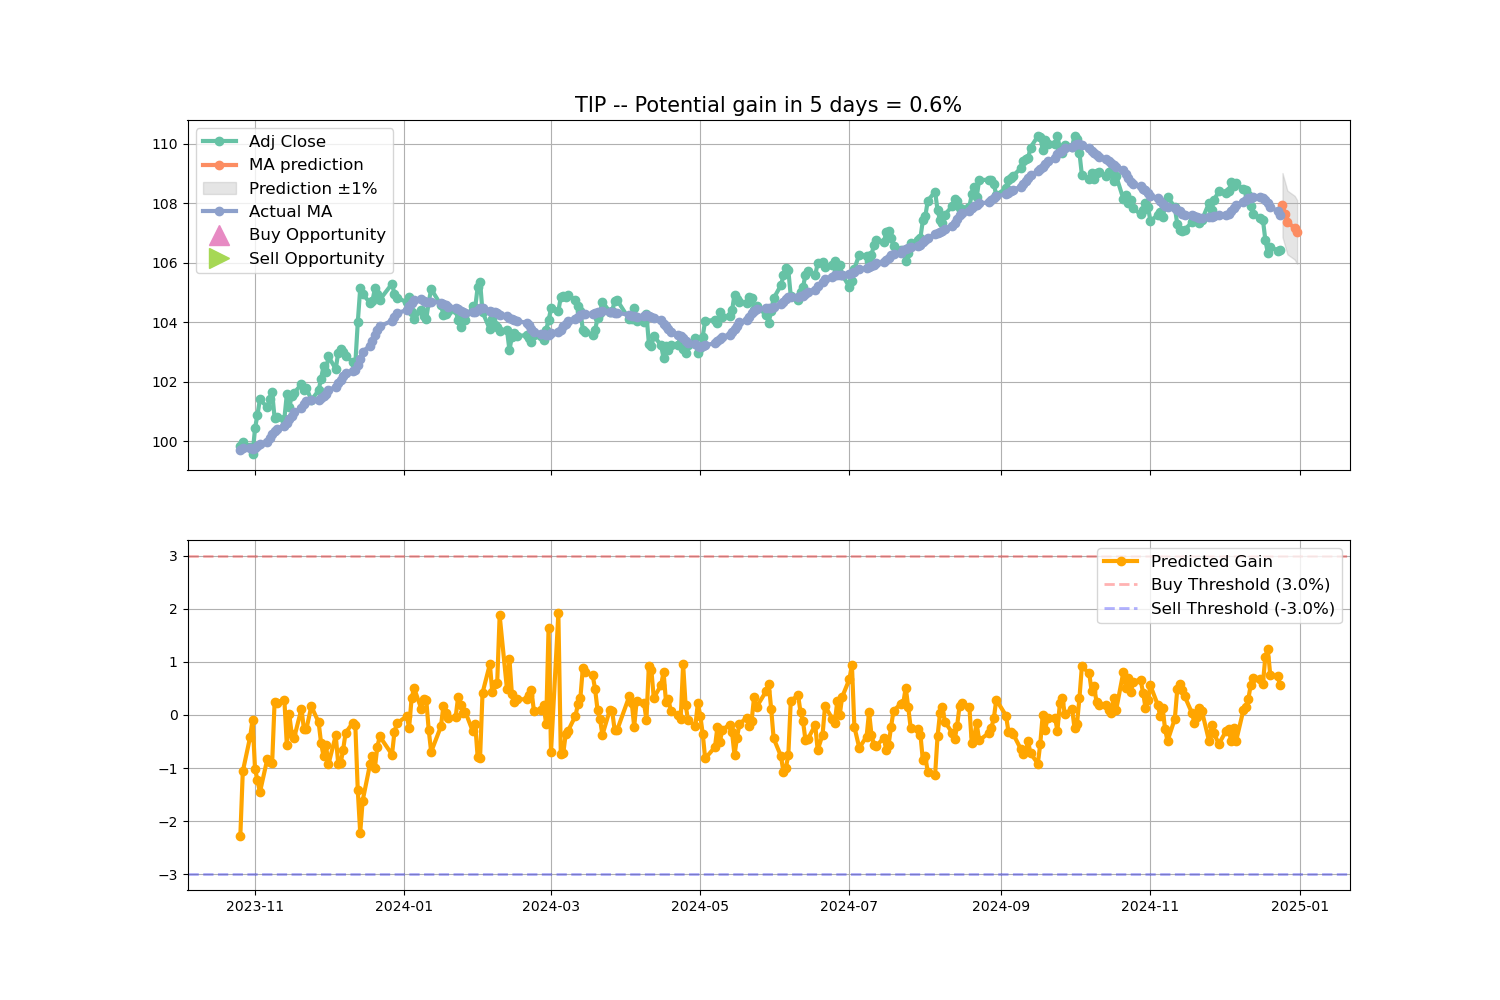 TIP -- Potential gain in 5 days = 0.6%
110
108
106
104
102
100
Adj Close
MA prediction
Prediction ±1%
Actual MA
Buy Opportunity
Sell Opportunity
3
2
1
0
−1
−2
−3
Predicted Gain
Buy Threshold (3.0%)
Sell Threshold (-3.0%)
2023-11
2024-01
2024-03
2024-05
2024-07
2024-09
2024-11
2025-01